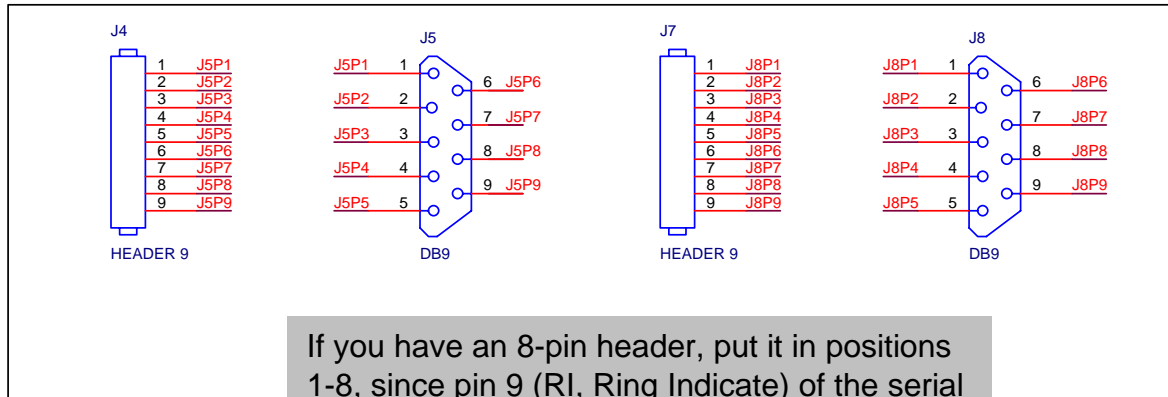 J4
1 J5P1
2 J5P2
3 J5P3
4 J5P4
5 J5P5
6 J5P6
7 J5P7
8 J5P8
9 J5P9
HEADER 9
J5
J5P1 1
6 J5P6
J5P2 2
7 J5P7
J5P3 3
8 J5P8
J5P4 4
9 J5P9
J5P5 5
DB9
J7
1 J8P1
2 J8P2
3 J8P3
4 J8P4
5 J8P5
6 J8P6
7 J8P7
8 J8P8
9 J8P9
HEADER 9
J8
J8P1 1
6 J8P6
J8P2 2
7 J8P7
J8P3 3
8 J8P8
J8P4 4
9 J8P9
J8P5 5
DB9
If you have an 8-pin header, put it in positions
1-8, since pin 9 (RI, Ring Indicate) of the serial